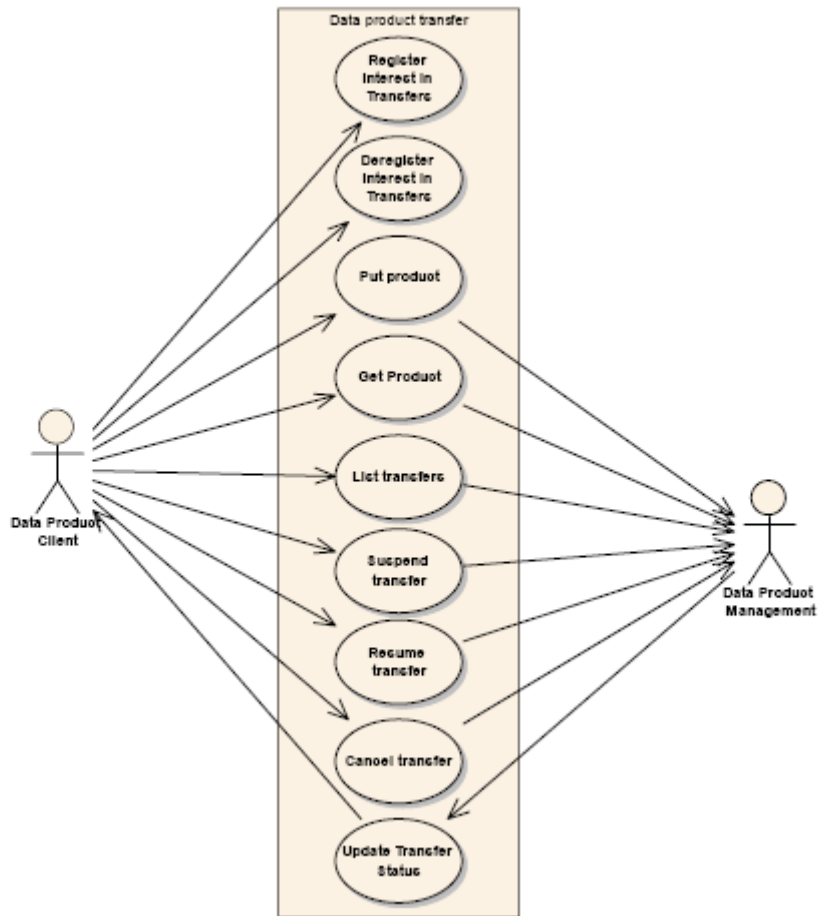 Data product transfer
Register
Interest in
Transfers
Deregister
Interest in
Transfers
Put product
Get Product
List transfers
Suspend
transfer
Resume
transfer
Cancel transfer
Update Transfer
Status
Data Product
Client
Data Product
Management